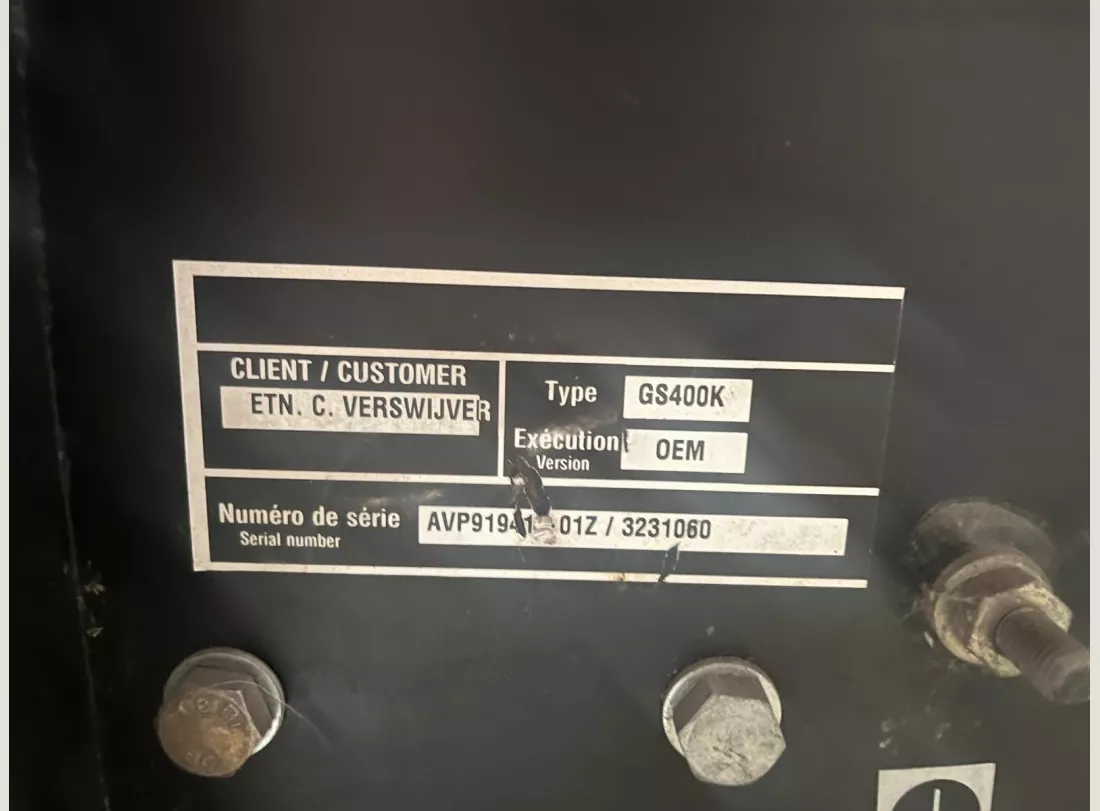 CLIENT / CUSTOMER
ETN. C. VERSWIJVER
Type GS400K
Exécution OEM
Version
Numéro de série 01Z / 3231060
Serial number